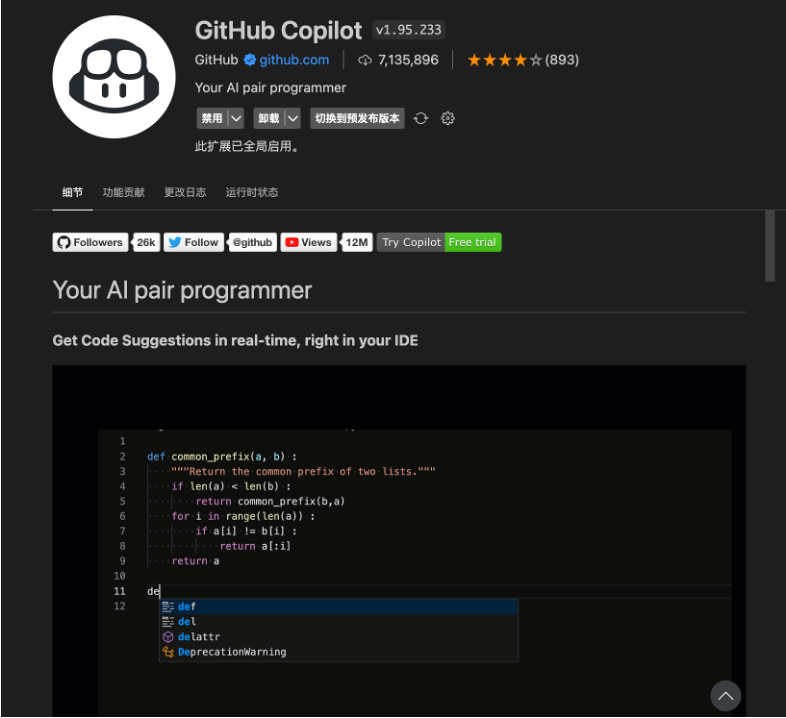 GitHub Copilot v1.95.233
GitHub github.com 7,135,896 (893)
Your AI pair programmer
禁用 卸载 切换到预发布版本
此扩展已全局启用。
细节 功能贡献 更改日志 运行时状态
Followers 26k Follow @github Views 12M Try Copilot Free trial
Your AI pair programmer
Get Code Suggestions in real-time, right in your IDE
1
2 def common_prefix(a, b) :
3 """Return the common prefix of two lists."""
4 if len(a) < len(b) :
5 return common_prefix(b,a)
6 for i in range(len(a)) :
7 if a[i] != b[i] :
8 return a[:i]
9 return a
10
11 de
12 def
del
delattr
DeprecationWarning